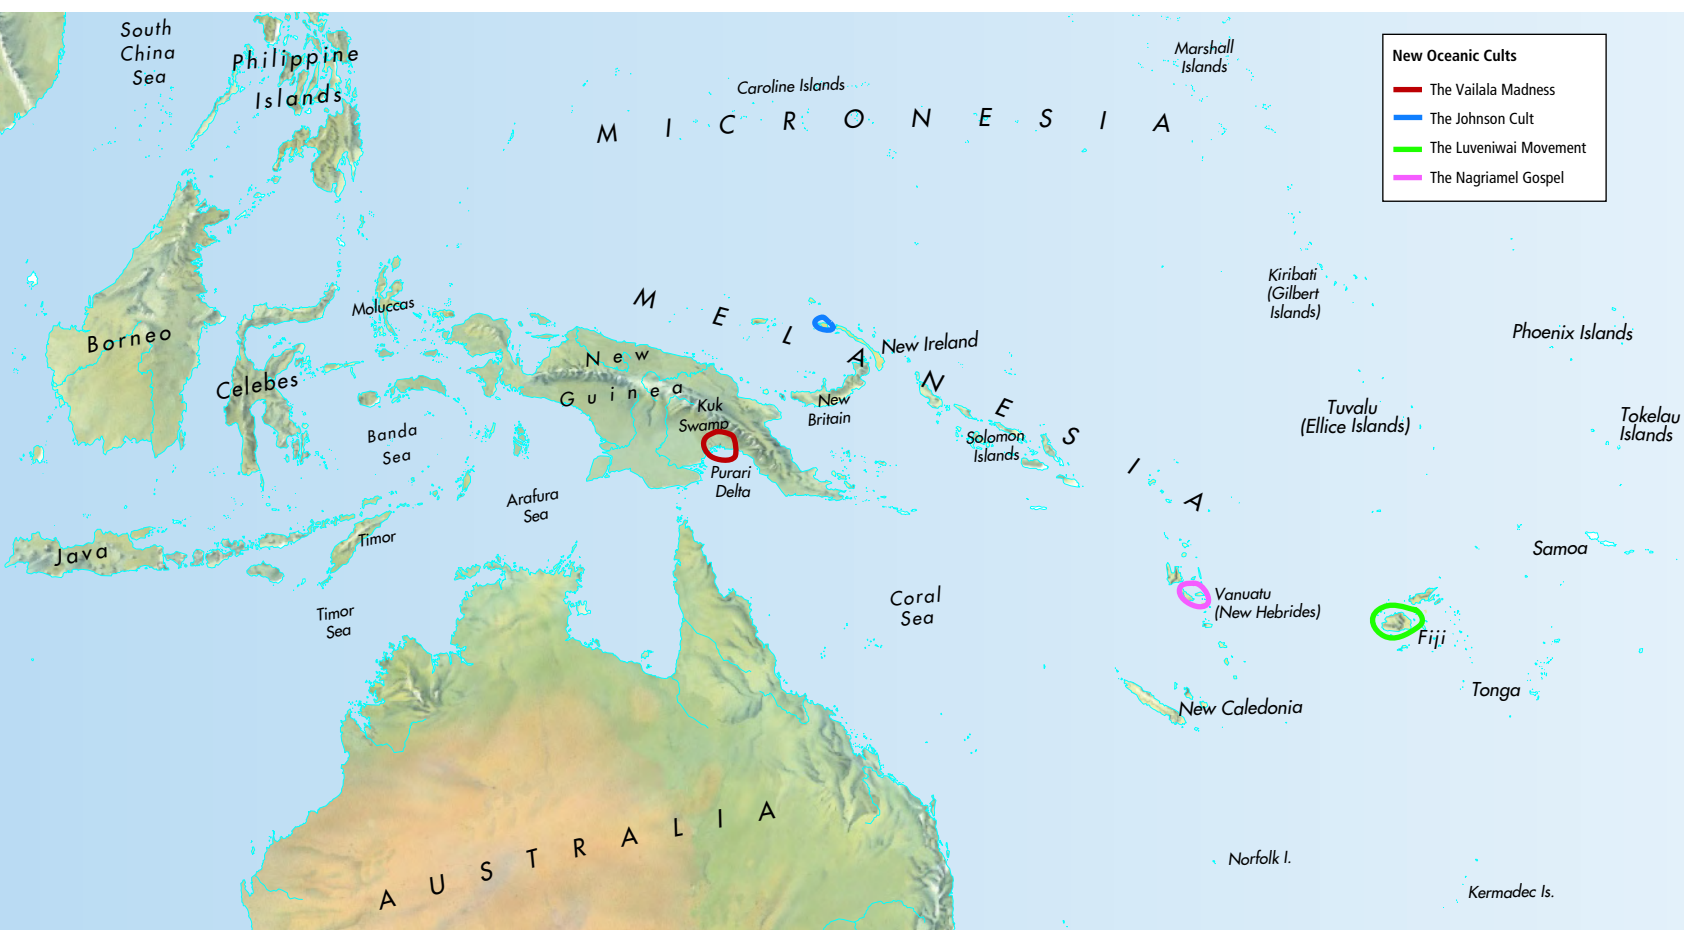 South
China
Sea
Philippine
Islands
Caroline Islands
Marshall
Islands
MICRONESIA
New Oceanic Cults
The Vailala Madness
The Johnson Cult
The Luveniwai Movement
The Nagriamel Gospel
Kiribati
(Gilbert
Islands)
Phoenix Islands
Moluccas
Borneo
Celebes
MELANESIA
New
Guinea
New Ireland
Kuk
Swamp
New
Britain
Solomon
Islands
Tuvalu
(Ellice Islands)
Tokelau
Islands
Banda
Sea
Purari
Delta
Arafura
Sea
Java
Timor
Samoa
Timor
Sea
Coral
Sea
Vanuatu
(New Hebrides)
Fiji
Tonga
New Caledonia
AUSTRALIA
Norfolk I.
Kermadec Is.